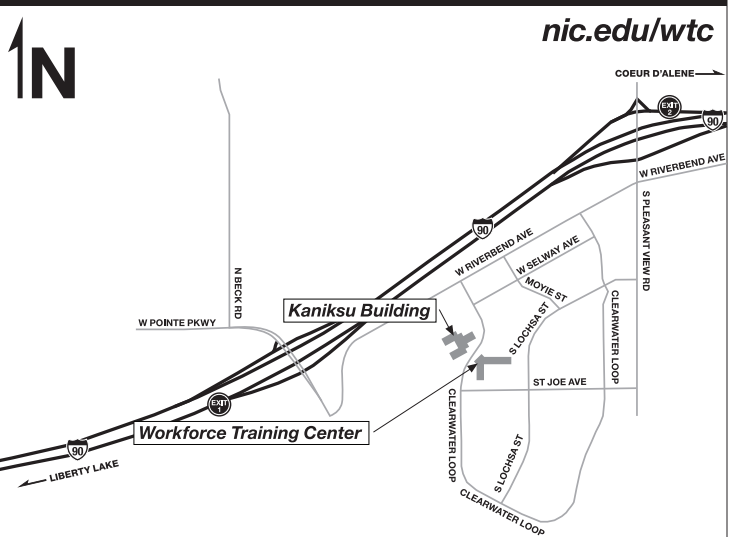 N
nic.edu/wtc
COEUR D'ALENE
EXIT
2
90
W RIVERBEND AVE
S PLEASANT VIEW RD
90
W RIVERBEND AVE
W SELWAY AVE
MOYIE ST
N BECK RD
Kaniksu Building
S LOCHSA ST
CLEARWATER LOOP
W POINTE PKWY
ST JOE AVE
EXIT
1
Workforce Training Center
CLEARWATER LOOP
90
LIBERTY LAKE
S LOCHSA ST
CLEARWATER LOOP